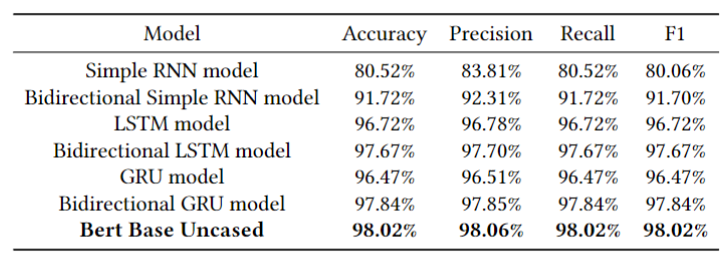 Model Accuracy Precision Recall F1
Simple RNN model 80.52% 83.81% 80.52% 80.06%
Bidirectional Simple RNN model 91.72% 92.31% 91.72% 91.70%
LSTM model 96.72% 96.78% 96.72% 96.72%
Bidirectional LSTM model 97.67% 97.70% 97.67% 97.67%
GRU model 96.47% 96.51% 96.47% 96.47%
Bidirectional GRU model 97.84% 97.85% 97.84% 97.84%
Bert Base Uncased 98.02% 98.06% 98.02% 98.02%